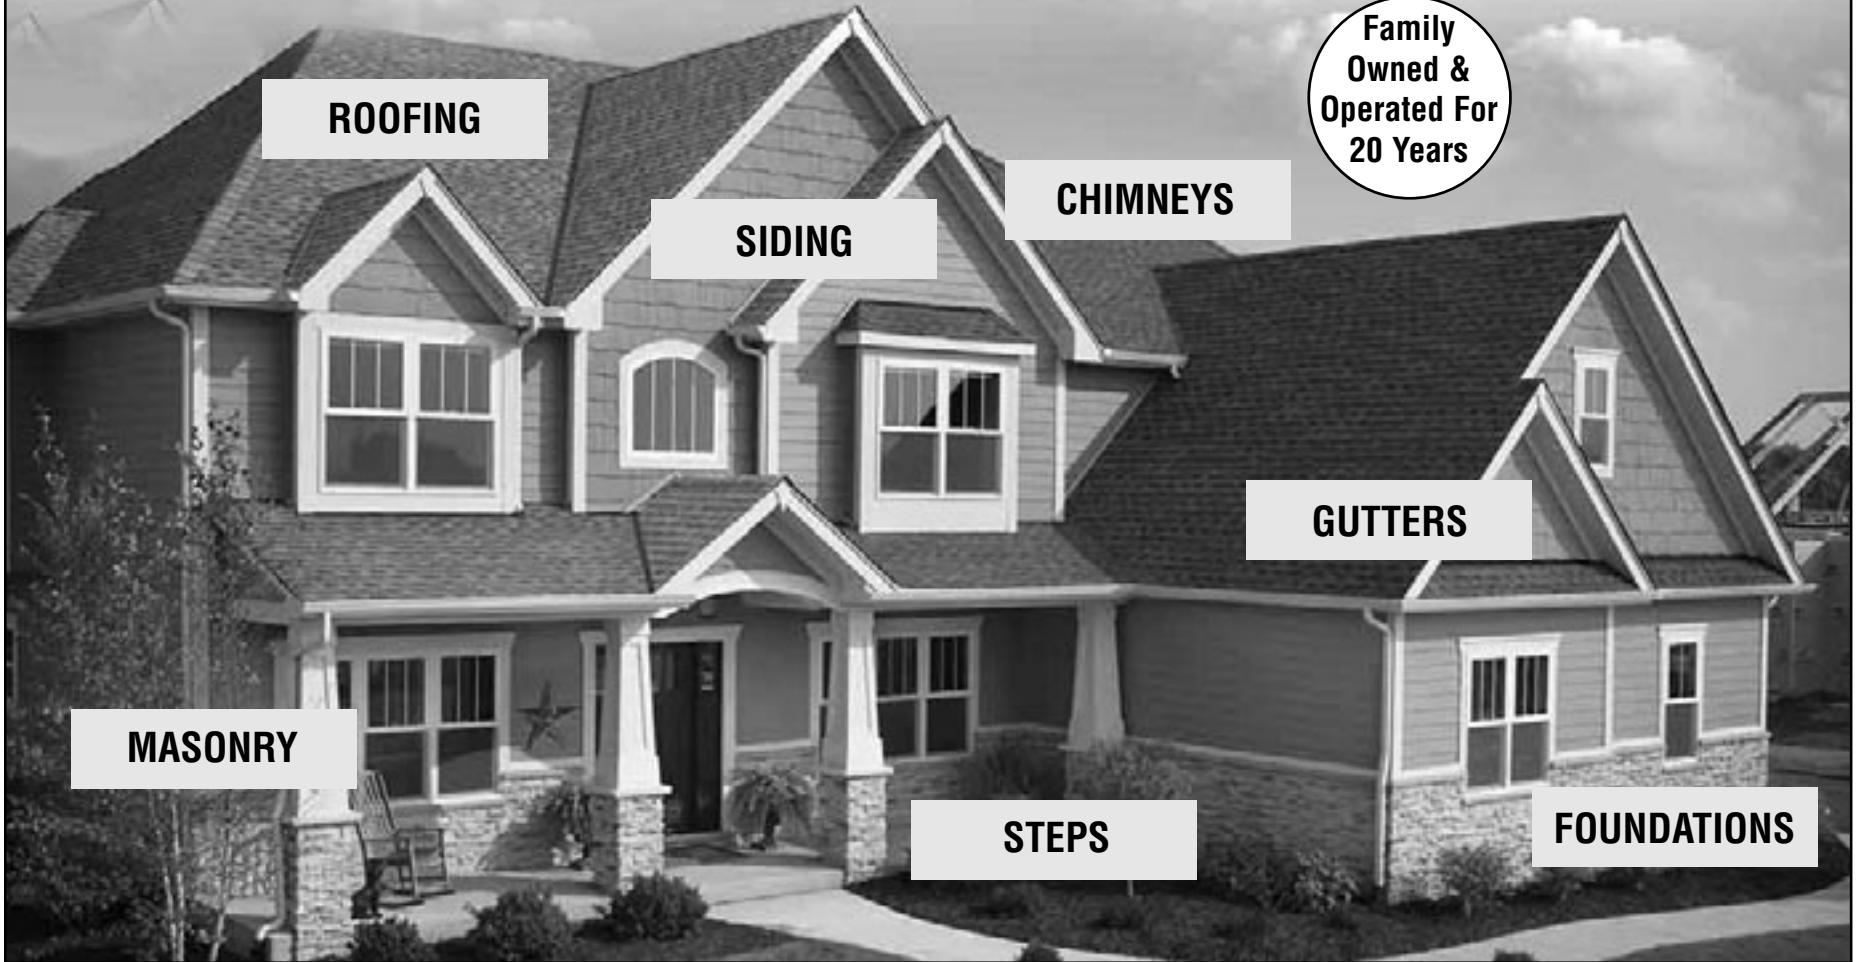 Family
Owned &
Operated For
20 Years
ROOFING
CHIMNEYS
SIDING
GUTTERS
MASONRY
STEPS
FOUNDATIONS